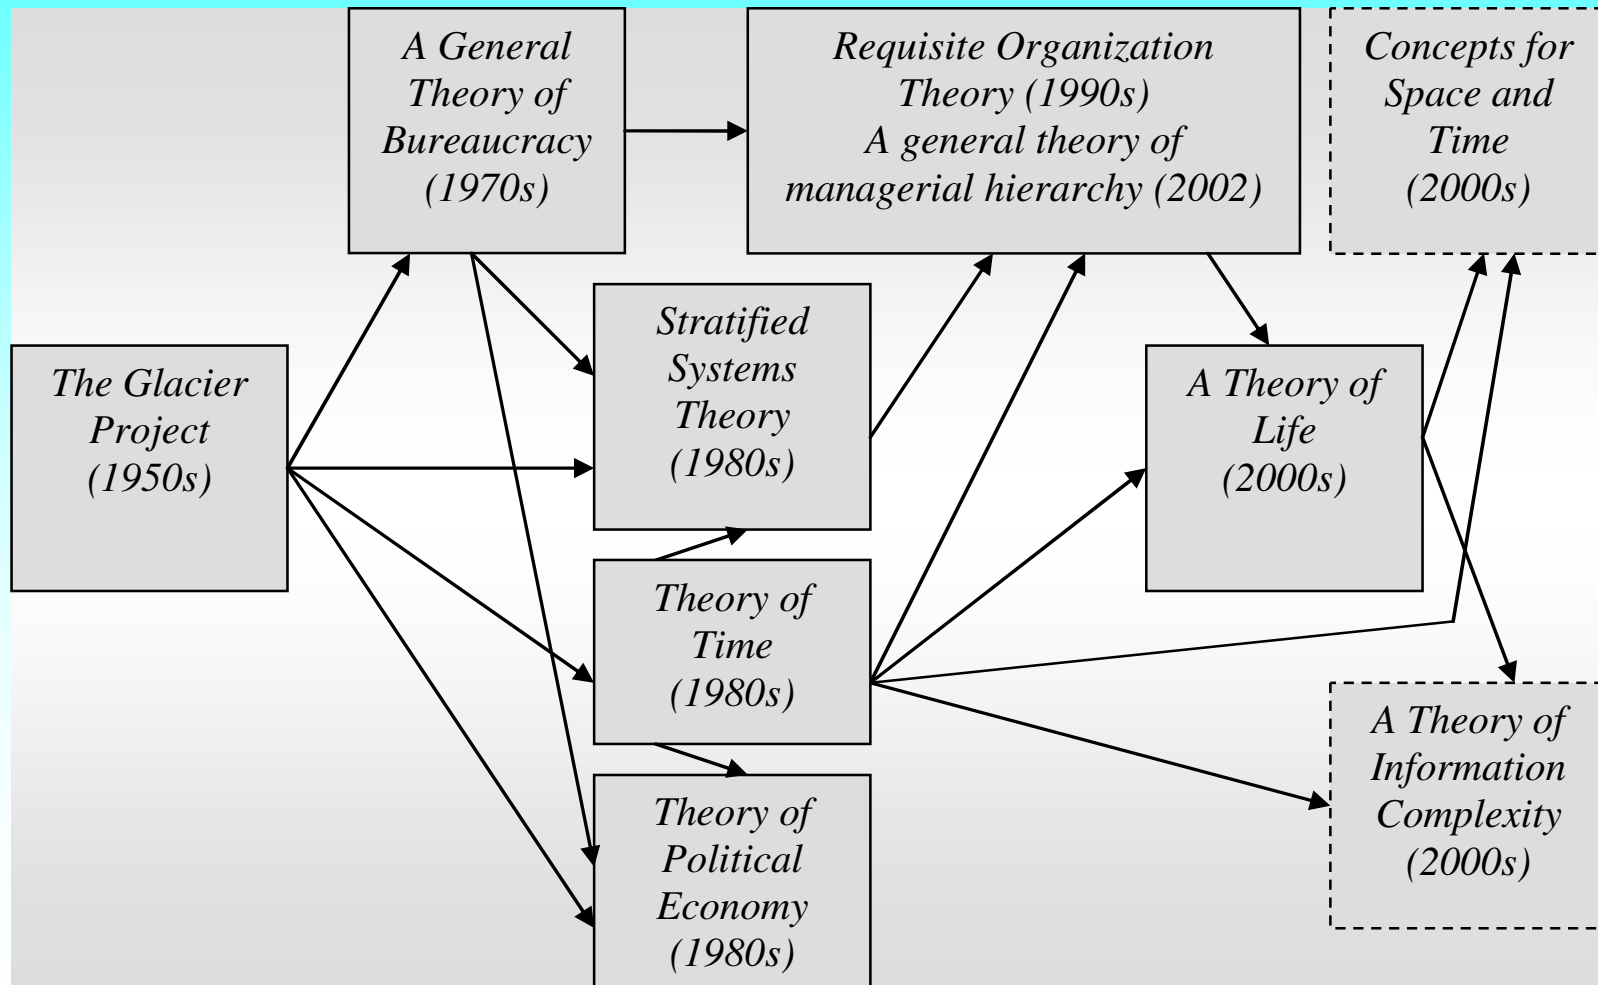 A General
Theory of
Bureaucracy
(1970s)
Requisite Organization
Theory (1990s)
A general theory of
managerial hierarchy (2002)
Concepts for
Space and
Time
(2000s)
The Glacier
Project
(1950s)
Stratified
Systems
Theory
(1980s)
A Theory of
Life
(2000s)
Theory of
Time
(1980s)
Theory of
Political
Economy
(1980s)
A Theory of
Information
Complexity
(2000s)